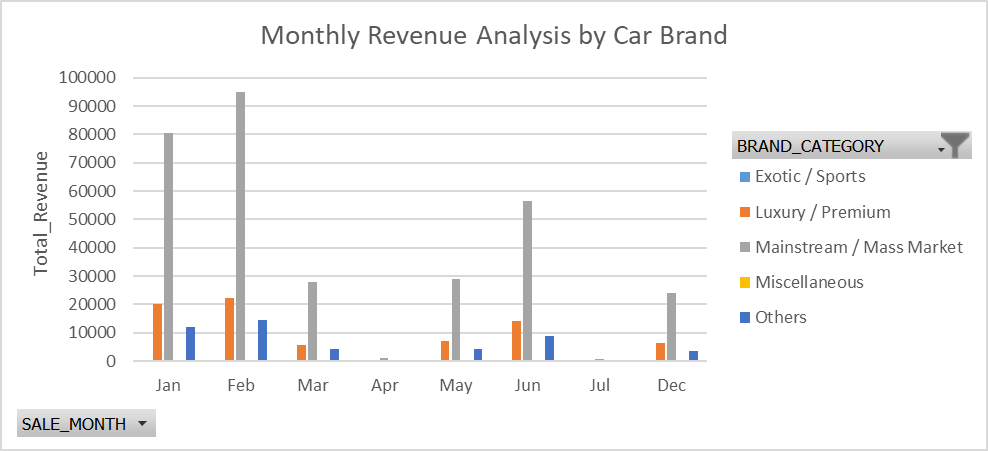 Monthly Revenue Analysis by Car Brand
Total_Revenue
100000
90000
80000
70000
60000
50000
40000
30000
20000
10000
0
Jan Feb Mar Apr May Jun Jul Dec
BRAND_CATEGORY
Exotic / Sports
Luxury / Premium
Mainstream / Mass Market
Miscellaneous
Others
SALE_MONTH